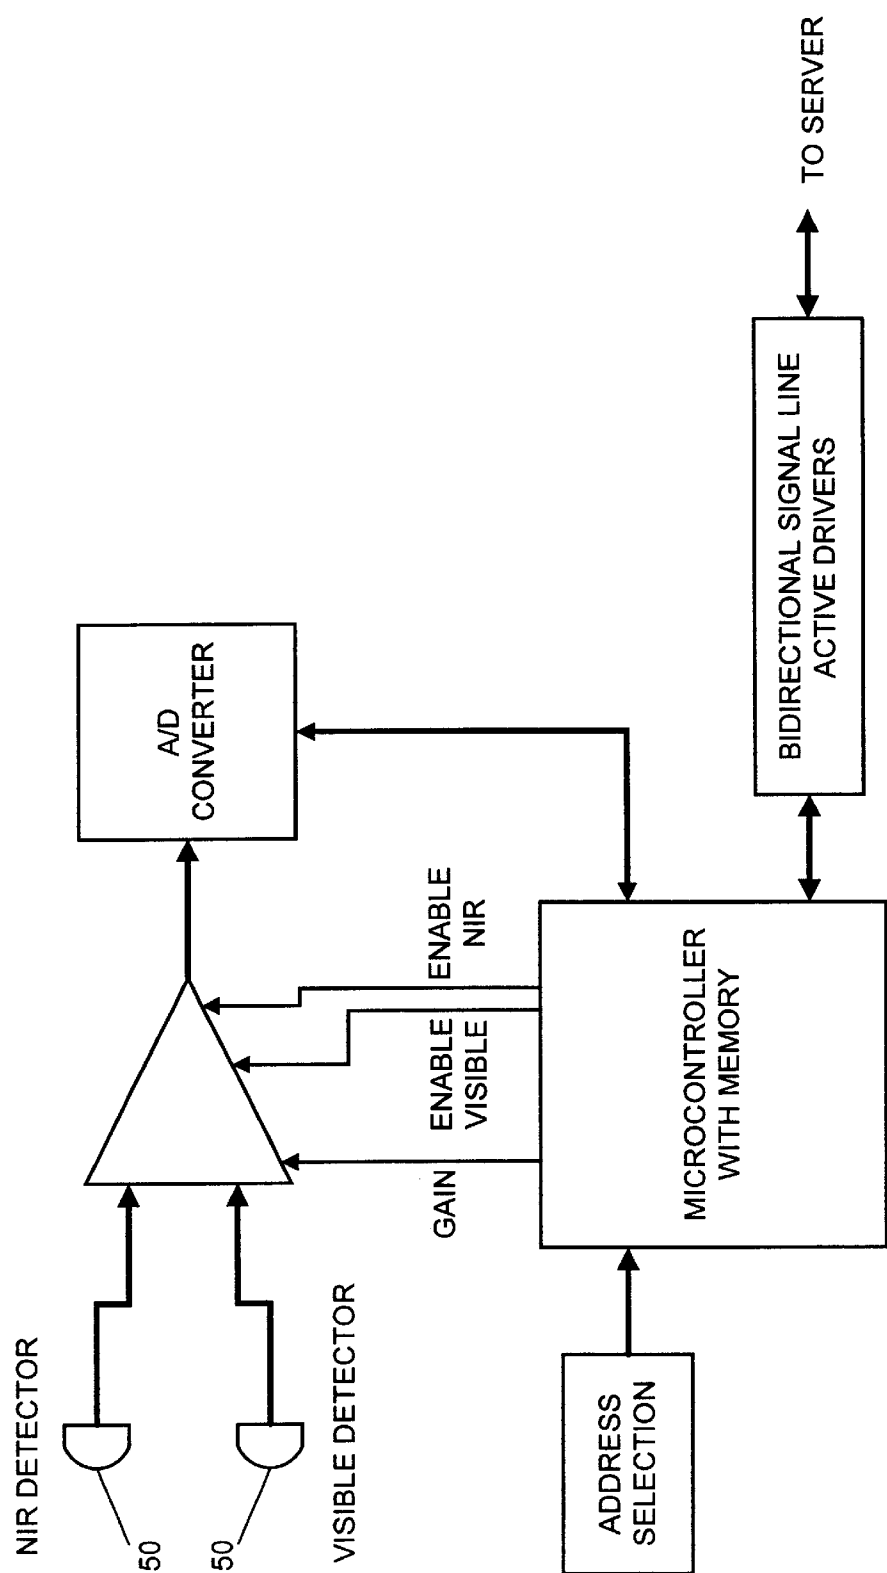 NIR DETECTOR
50
50
VISIBLE DETECTOR
A/D
CONVERTER
GAIN
ENABLE
VISIBLE
ENABLE
NIR
ADDRESS
SELECTION
MICROCONTROLLER
WITH MEMORY
BIDIRECTIONAL SIGNAL LINE
ACTIVE DRIVERS
TO SERVER